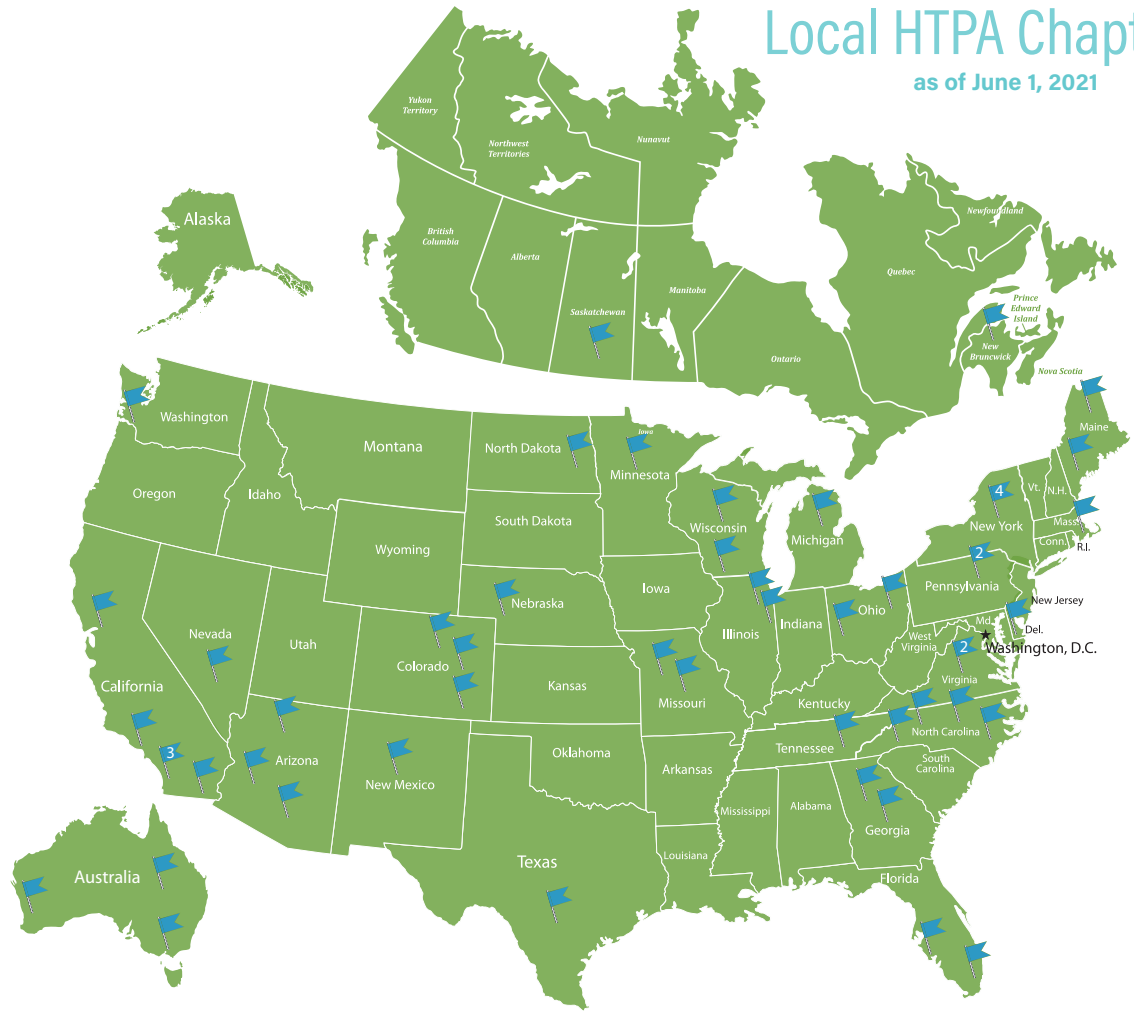 Local HTPA Chapt
as of June 1, 2021
Yukon
Territory
Northwest
Territories
Nunavut
Alaska
British
Columbia
Alberta
Saskatchewan
Manitoba
Ontario
Quebec
Newfoundland
Prince
Edward
Island
New
Bruncwick
Nova Scotia
Washington
Montana
North Dakota
Iowa
Minnesota
Oregon
Idaho
Wyoming
South Dakota
Wisconsin
Michigan
Maine
Vt.
N.H.
4
New York
Mass.
Conn.
R.I.
2
Pennsylvania
New Jersey
Nevada
Utah
Colorado
Nebraska
Iowa
Illinois
Indiana
Ohio
Md.
Del.
Washington, D.C.
West
Virginia
2
Virginia
California
3
Arizona
New Mexico
Kansas
Missouri
Kentucky
Oklahoma
Arkansas
Tennessee
North Carolina
South
Carolina
Mississippi
Alabama
Georgia
Texas
Louisiana
Florida
Australia